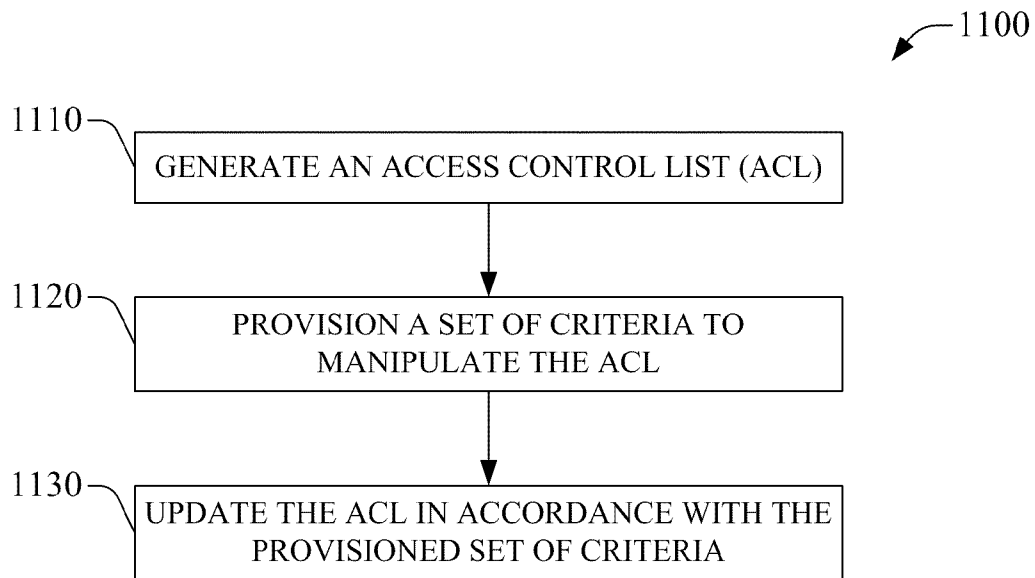 1100
1110
GENERATE AN ACCESS CONTROL LIST (ACL)
1120
PROVISION A SET OF CRITERIA TO
MANIPULATE THE ACL
1130
UPDATE THE ACL IN ACCORDANCE WITH THE
PROVISIONED SET OF CRITERIA